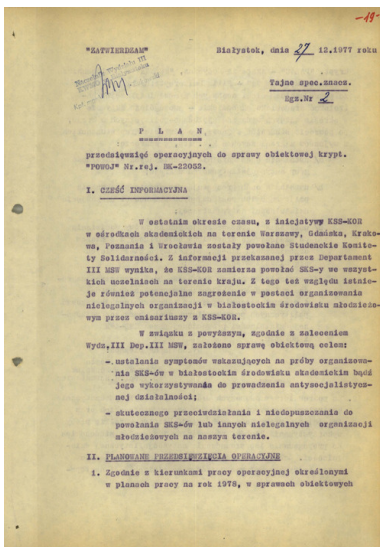 -19-
"ZATWIERDZAM"
Białystok, dnia 27 12.1977 roku
Tajne spec.znacz.
Egz.Nr 2
P L A N
przedsięwzięć operacyjnych do sprawy obiektowej krypt.
"POWÓJ" Nr.rej. BK-22052.
I. CZĘŚĆ INFORMACYJNA
W ostatnim okresie czasu, z inicjatywy KSS-KOR
w ośrodkach akademickich na terenie Warszawy, Gdańska, Krako-
wa, Poznania i Wrocławia zostały powołane Studenckie Komite-
ty Solidarności. Z informacji przekazanej przez Departament
III MSW wynika, że KSS-KOR zamierza powołać SKS-y we wszyst-
kich uczelniach na terenie kraju. Z tego też względu istnie-
je również potencjalne zagrożenie w postaci organizowania
nielegalnych organizacji w białostockim środowisku młodzieżo-
wym przez emisariuszy z KSS-KOR.
W związku z powyższym, zgodnie z zaleceniem
Wydz.III Dep.III MSW, założono sprawę obiektową celem:
- ustalania symptomów wskazujących na próby organizowa-
nia SKS-ów w białostockim środowisku akademickim bądź
jego wykorzystywania do prowadzenia antysocjalistycz-
nej działalności;
- skutecznego przeciwdziałania i niedopuszczania do
powołania SKS-ów lub innych nielegalnych organizacji
młodzieżowych na naszym terenie.
II. PLANOWANE PRZEDSIĘWZIĘCIA OPERACYJNE
1. Zgodnie z kierunkami pracy operacyjnej określonymi
w planach pracy na rok 1978, w sprawach obiektowych